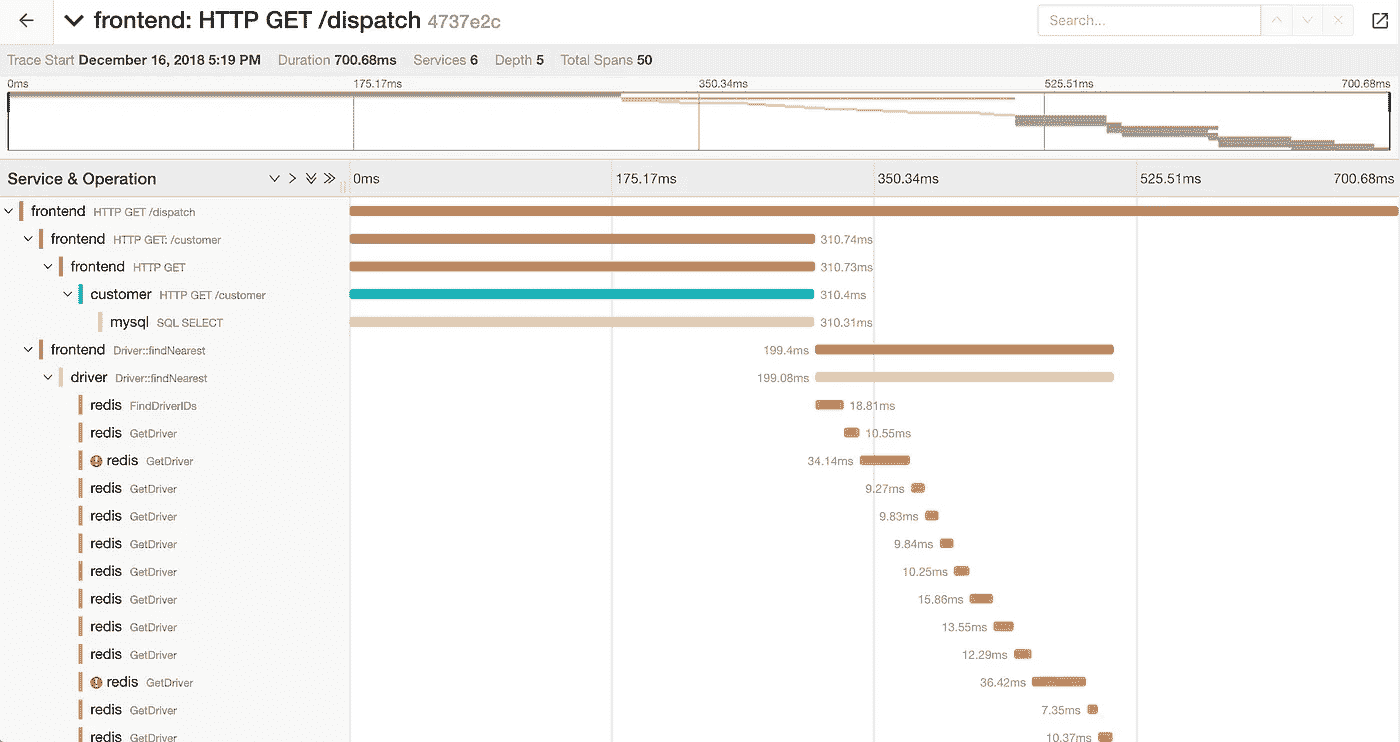 frontend: HTTP GET /dispatch 4737e2c Search...
Trace Start December 16, 2018 5:19 PM Duration 700.68ms Services 6 Depth 5 Total Spans 50
0ms 175.17ms 350.34ms 525.51ms 700.68ms
Service & Operation 0ms 175.17ms 350.34ms 525.51ms 700.68ms
frontend HTTP GET /dispatch
frontend HTTP GET: /customer 310.74ms
frontend HTTP GET 310.73ms
customer HTTP GET /customer 310.4ms
mysql SQL SELECT 310.31ms
frontend Driver::findNearest 199.4ms
driver Driver::findNearest 199.08ms
redis FindDriverIDs 18.81ms
redis GetDriver 10.55ms
redis GetDriver 34.14ms
redis GetDriver 9.27ms
redis GetDriver 9.83ms
redis GetDriver 9.84ms
redis GetDriver 10.25ms
redis GetDriver 15.86ms
redis GetDriver 13.55ms
redis GetDriver 12.29ms
redis GetDriver 36.42ms
redis GetDriver 7.35ms
redis GetDriver 10.37ms